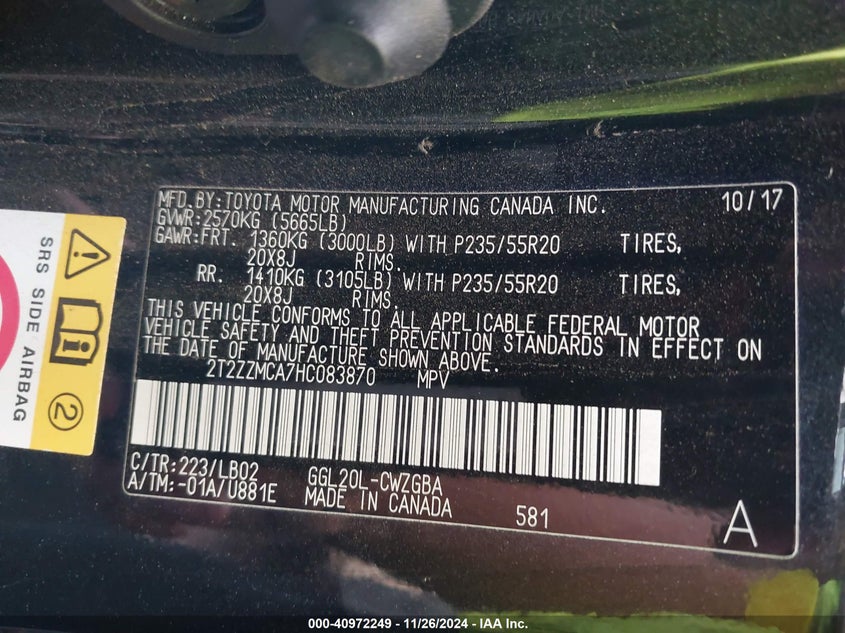 MFD.BY:TOYOTA MOTOR MANUFACTURING CANADA INC. 10/17
GVWR:2570KG (5665LB)
GAWR:FRT. 1360KG (3000LB) WITH P235/55R20 TIRES,
20X8J RIMS.
RR. 1410KG (3105LB) WITH P235/55R20 TIRES,
20X8J RIMS.
THIS VEHICLE CONFORMS TO ALL APPLICABLE FEDERAL MOTOR
VEHICLE SAFETY AND THEFT PREVENTION STANDARDS IN EFFECT ON
THE DATE OF MANUFACTURE SHOWN ABOVE.
2T2ZZMCA7HC083870 MPV
C/TR:223/LB02 GGL20L-CWZGBA
A/TM:-01A/U881E MADE IN CANADA 581 A
SRS SIDE AIRBAG
2
000-40972249 - 11/26/2024 - IAA Inc.